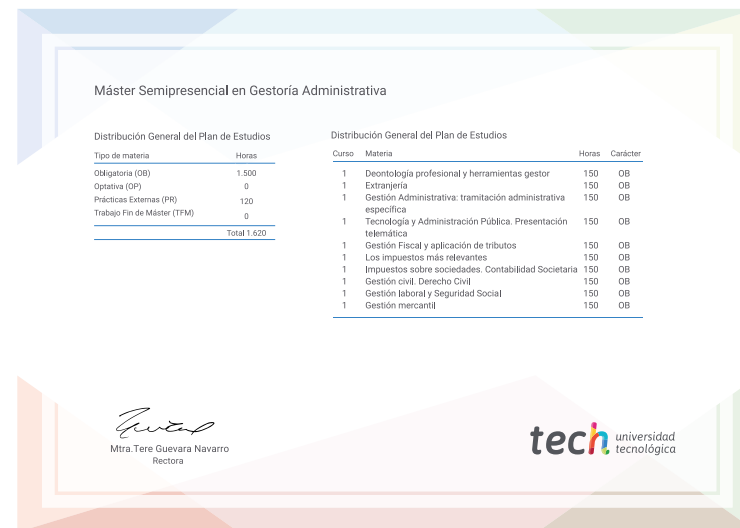 Máster Semipresencial en Gestoría Administrativa
Distribución General del Plan de Estudios
Tipo de materia Horas
Obligatoria (OB) 1.500
Optativa (OP) 0
Prácticas Externas (PR) 120
Trabajo Fin de Máster (TFM) 0
Total 1.620
Distribución General del Plan de Estudios
Curso Materia Horas Carácter
1 Deontología profesional y herramientas gestor 150 OB
1 Extranjería 150 OB
1 Gestión Administrativa: tramitación administrativa 150 OB
específica
1 Tecnología y Administración Pública. Presentación 150 OB
telemática
1 Gestión Fiscal y aplicación de tributos 150 OB
1 Los impuestos más relevantes 150 OB
1 Impuestos sobre sociedades. Contabilidad Societaria 150 OB
1 Gestión civil. Derecho Civil 150 OB
1 Gestión laboral y Seguridad Social 150 OB
1 Gestión mercantil 150 OB
Mtra.Tere Guevara Navarro
Rectora
tech universidad
tecnológica